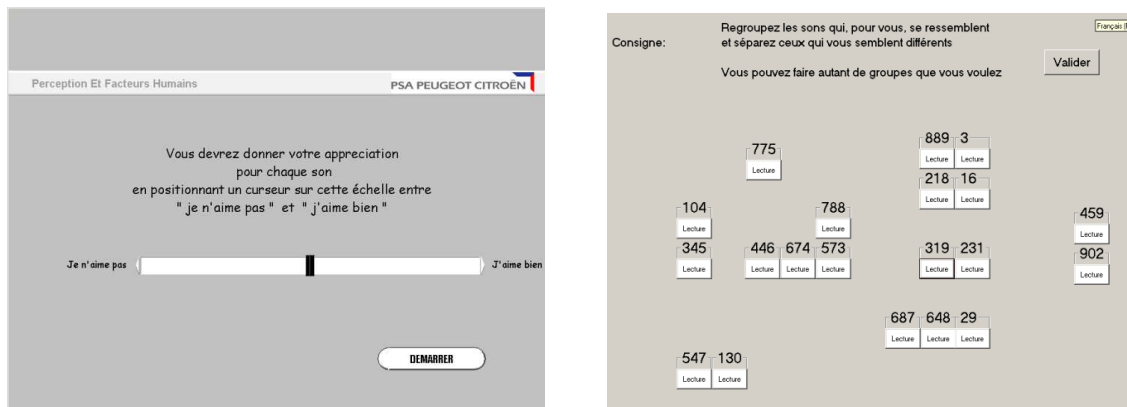 Perception Et Facteurs Humains
PSA PEUGEOT CITROËN
Vous devrez donner votre appreciation
pour chaque son
en positionnant un curseur sur cette échelle entre
" je n'aime pas " et " j'aime bien "
Je n'aime pas
J'aime bien
DEMARRER
Consigne:
Regroupez les sons qui, pour vous, se ressemblent
et séparez ceux qui vous semblent différents
Vous pouvez faire autant de groupes que vous voulez
Français
Valider
889 3
Lecture Lecture
775
Lecture
218 16
Lecture Lecture
104
Lecture
788
Lecture
459
Lecture
345
Lecture
446 674 573
Lecture Lecture Lecture
319 231
Lecture Lecture
902
Lecture
687 648 29
Lecture Lecture Lecture
547 130
Lecture Lecture